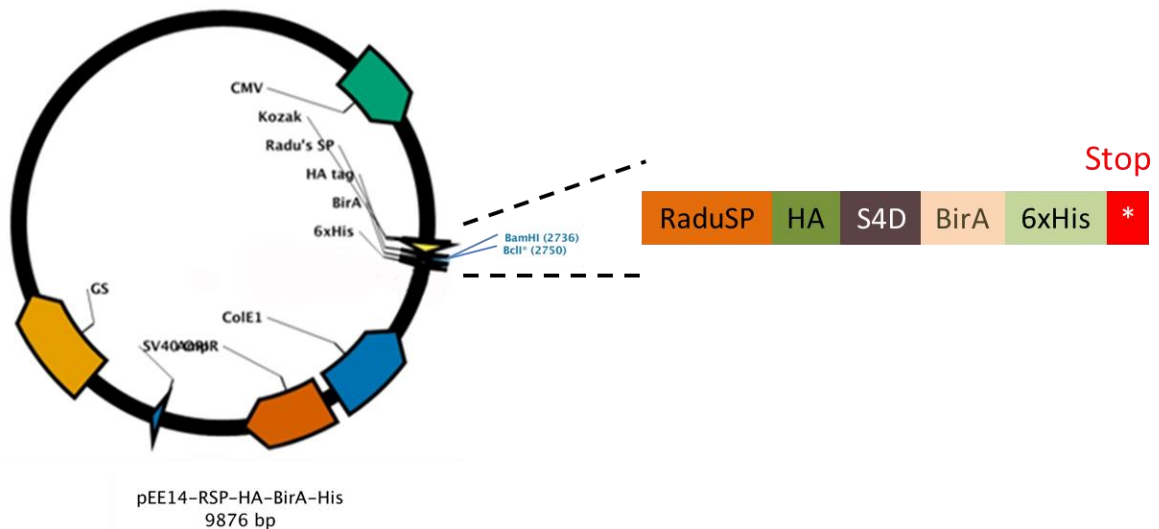 CMV
Kozak
Radu's SP
HA tag
BirA
6xHis
BamHI (2736)
BclI* (2750)
Stop
RaduSP HA S4D BirA 6xHis *
GS
ColE1
SV40
pEE14-RSP-HA-BirA-His
9876 bp